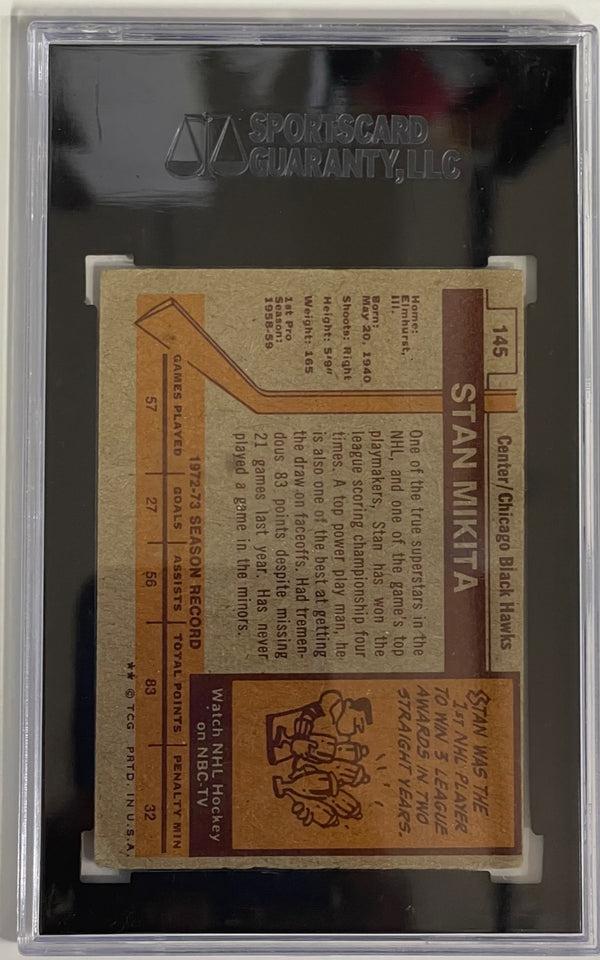 SPORTSCARD
GUARANTY, LLC
145
Center/Chicago Black Hawks
STAN MIKITA
Home:
Elmhurst,
Ill.
Born:
May 20, 1940
Shoots: Right
Height: 5'9"
Weight: 165
1st Pro
Season:
1958-59
One of the true superstars in the
NHL, and one of the game's top
playmakers, Stan has won the
league scoring championship four
times. A top power play man, he
is also one of the best at getting
the draw on faceoffs. Had tremen-
dous 83 points despite missing
21 games last year. Has never
played a game in the minors.
STAN WAS THE
1ST NHL PLAYER
TO WIN 3 LEAGUE
AWARDS IN TWO
STRAIGHT YEARS.
Watch NHL Hockey
on NBC-TV
1972-73 SEASON RECORD
GAMES PLAYED GOALS ASSISTS TOTAL POINTS PENALTY MIN
57 27 56 83 32
** © TCG PRTD. IN U.S.A.